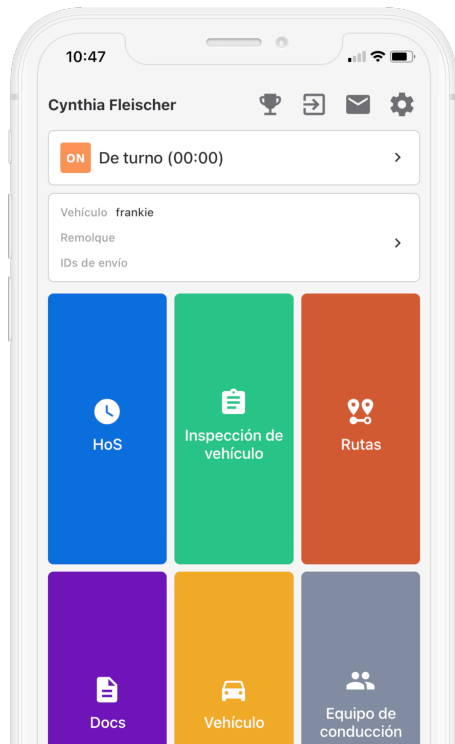 10:47
Cynthia Fleischer
ON De turno (00:00)
Vehículo frankie
Remolque
IDs de envío
HoS
Inspección de
vehículo
Rutas
Docs
Vehículo
Equipo de
conducción